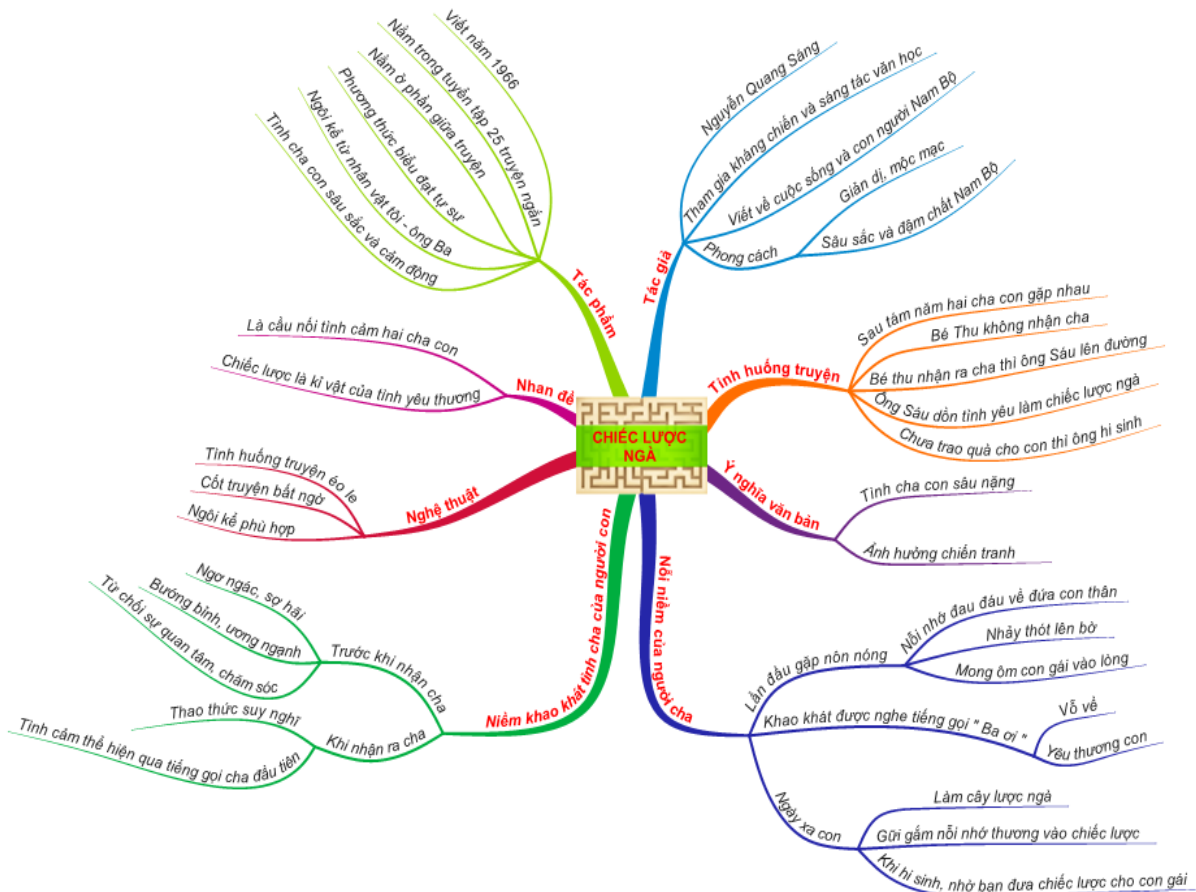 CHIẾC LƯỢC
NGÀ
Tác phẩm
Viết năm 1966
Nằm trong tuyển tập 25 truyện ngắn
Nằm ở phần giữa truyện
Phương thức biểu đạt tự sự
Ngôi kể từ nhân vật tôi - ông Ba
Tình cha con sâu sắc và cảm động
Tác giả
Nguyễn Quang Sáng
Tham gia kháng chiến và sáng tác văn học
Viết về cuộc sống và con người Nam Bộ
Phong cách
Giản dị, mộc mạc
Sâu sắc và đậm chất Nam Bộ
Tình huống truyện
Sau tám năm hai cha con gặp nhau
Bé Thu không nhận cha
Bé thu nhận ra cha thì ông Sáu lên đường
Ông Sáu dồn tình yêu làm chiếc lược ngà
Chưa trao quà cho con thì ông hi sinh
Ý nghĩa văn bản
Tình cha con sâu nặng
Ảnh hưởng chiến tranh
Nỗi niềm của người cha
Lần đầu gặp nôn nóng
Nỗi nhớ đau đáu về đứa con thân
Nhảy thót lên bờ
Mong ôm con gái vào lòng
Khao khát được nghe tiếng gọi " Ba ơi "
Vỗ về
Yêu thương con
Ngày xa con
Làm cây lược ngà
Gửi gắm nỗi nhớ thương vào chiếc lược
Khi hi sinh, nhờ bạn đưa chiếc lược cho con gái
Nhan đề
Là cầu nối tình cảm hai cha con
Chiếc lược là kỉ vật của tình yêu thương
Nghệ thuật
Tình huống truyện éo le
Cốt truyện bất ngờ
Ngôi kể phù hợp
Niềm khao khát tình cha của người con
Trước khi nhận cha
Ngơ ngác, sợ hãi
Bướng bỉnh, ương ngạnh
Từ chối sự quan tâm, chăm sóc
Khi nhận ra cha
Thao thức suy nghĩ
Tình cảm thể hiện qua tiếng gọi cha đầu tiên